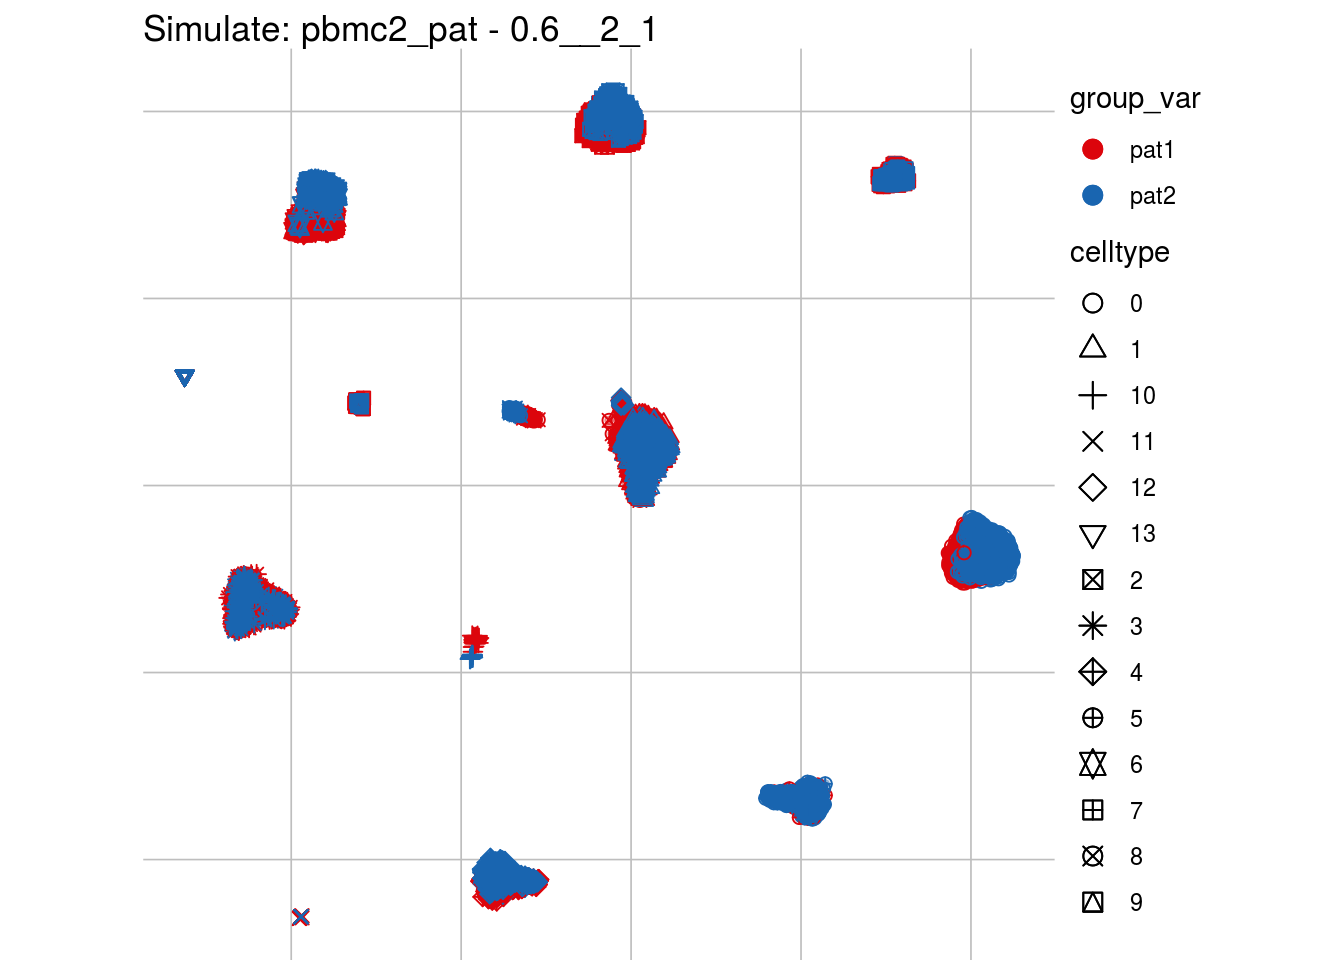 Simulate: pbmc2_pat - 0.6__2_1
group_var
pat1
pat2
celltype
0
1
10
11
12
13
2
3
4
5
6
7
8
9